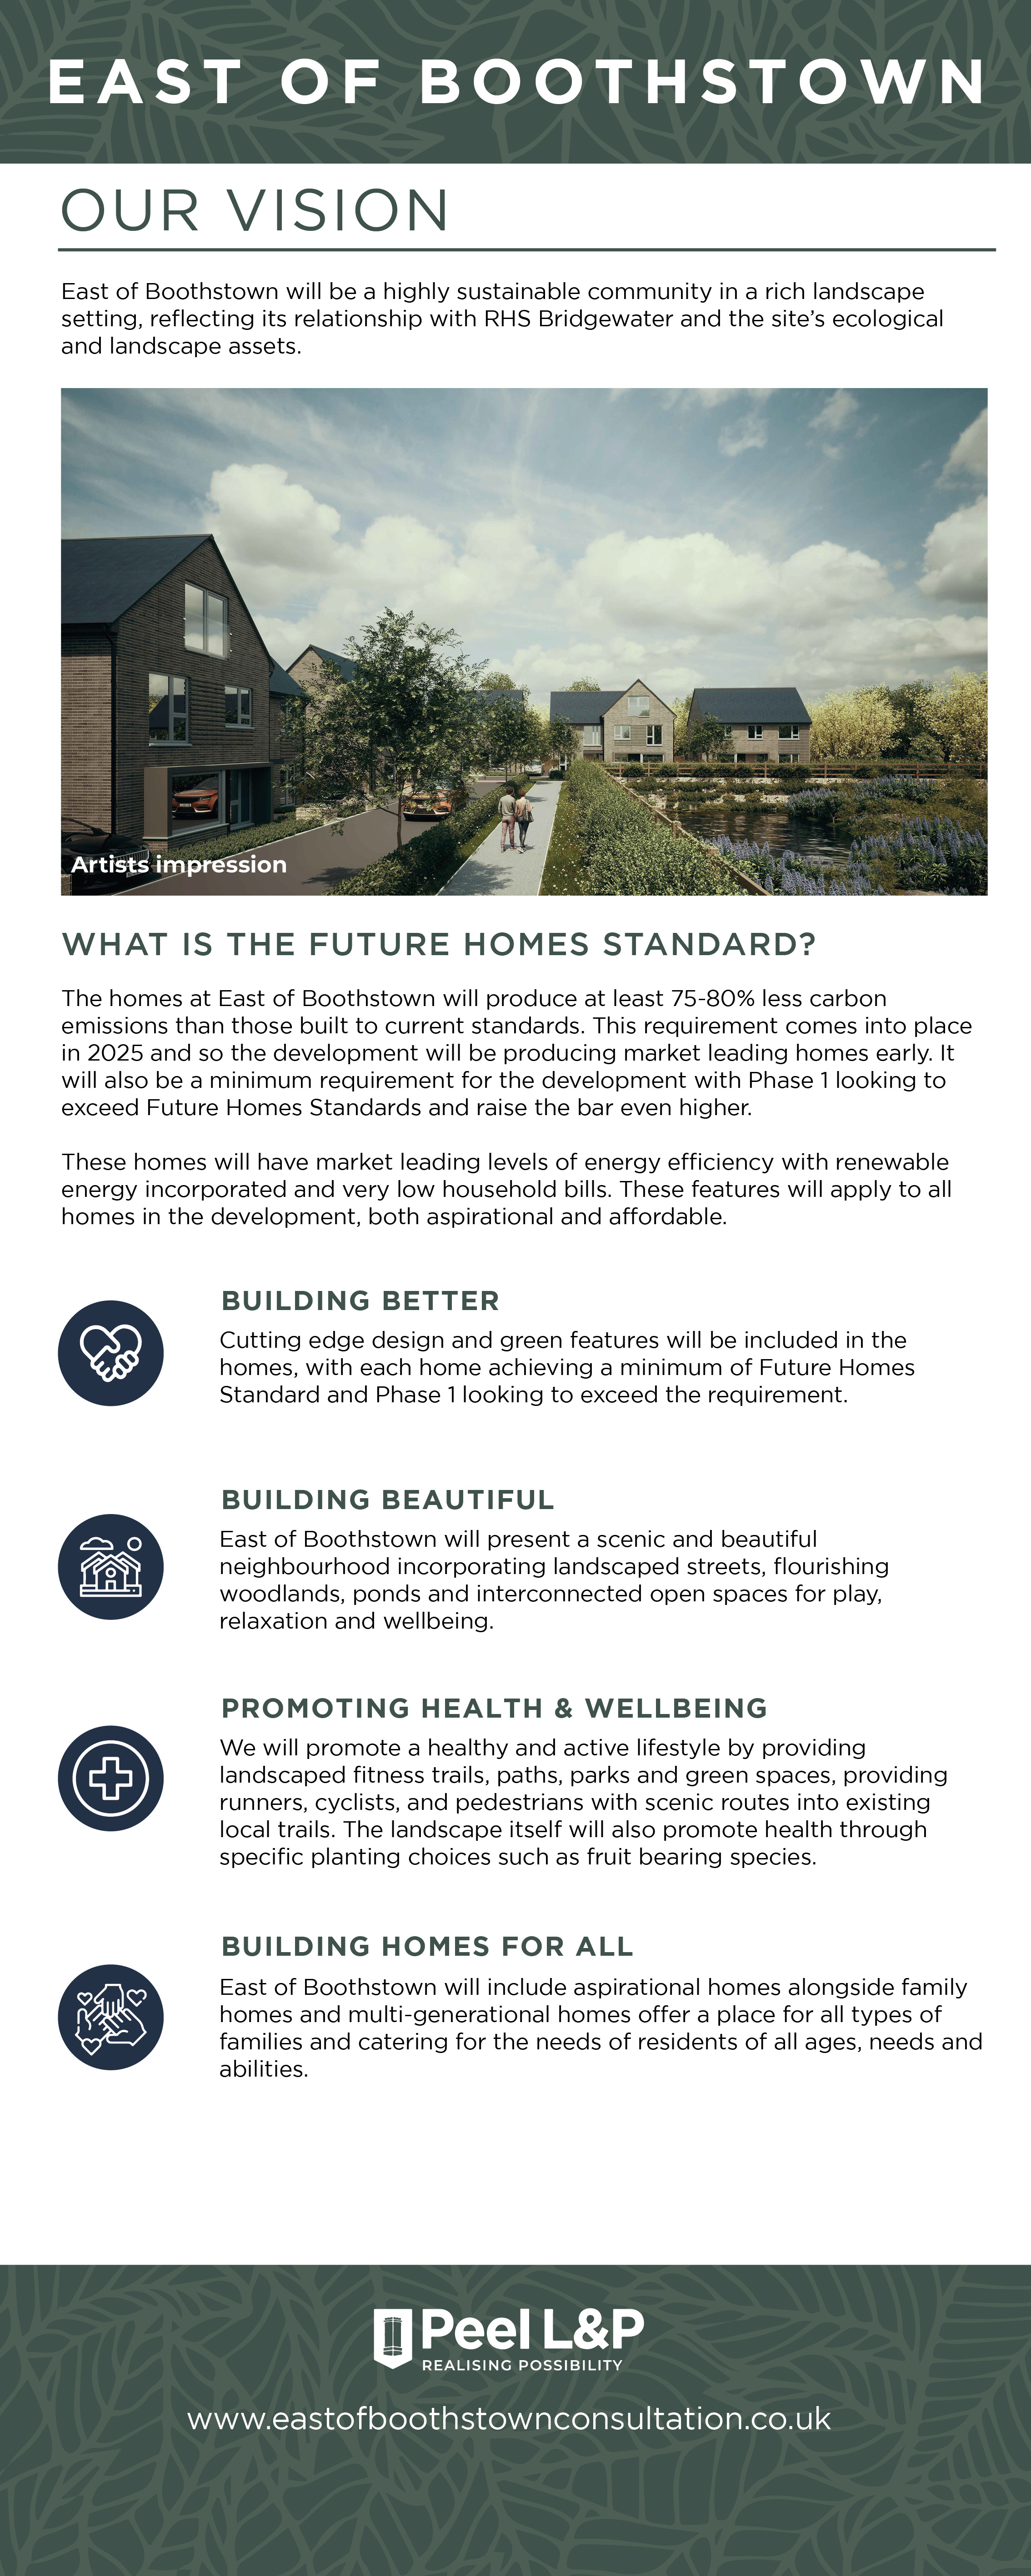 EAST OF BOOTHSTOWN
OUR VISION
East of Boothstown will be a highly sustainable community in a rich landscape
setting, reflecting its relationship with RHS Bridgewater and the site's ecological
and landscape assets.
Artists impression
WHAT IS THE FUTURE HOMES STANDARD?
The homes at East of Boothstown will produce at least 75-80% less carbon
emissions than those built to current standards. This requirement comes into place
in 2025 and so the development will be producing market leading homes early. It
will also be a minimum requirement for the development with Phase 1 looking to
exceed Future Homes Standards and raise the bar even higher.
These homes will have market leading levels of energy efficiency with renewable
energy incorporated and very low household bills. These features will apply to all
homes in the development, both aspirational and affordable.
BUILDING BETTER
Cutting edge design and green features will be included in the
homes, with each home achieving a minimum of Future Homes
Standard and Phase 1 looking to exceed the requirement.
BUILDING BEAUTIFUL
East of Boothstown will present a scenic and beautiful
neighbourhood incorporating landscaped streets, flourishing
woodlands, ponds and interconnected open spaces for play,
relaxation and wellbeing.
PROMOTING HEALTH & WELLBEING
We will promote a healthy and active lifestyle by providing
landscaped fitness trails, paths, parks and green spaces, providing
runners, cyclists, and pedestrians with scenic routes into existing
local trails. The landscape itself will also promote health through
specific planting choices such as fruit bearing species.
BUILDING HOMES FOR ALL
East of Boothstown will include aspirational homes alongside family
homes and multi-generational homes offer a place for all types of
families and catering for the needs of residents of all ages, needs and
abilities.
Peel L&P
REALISING POSSIBILITY
www.eastofboothstownconsultation.co.uk